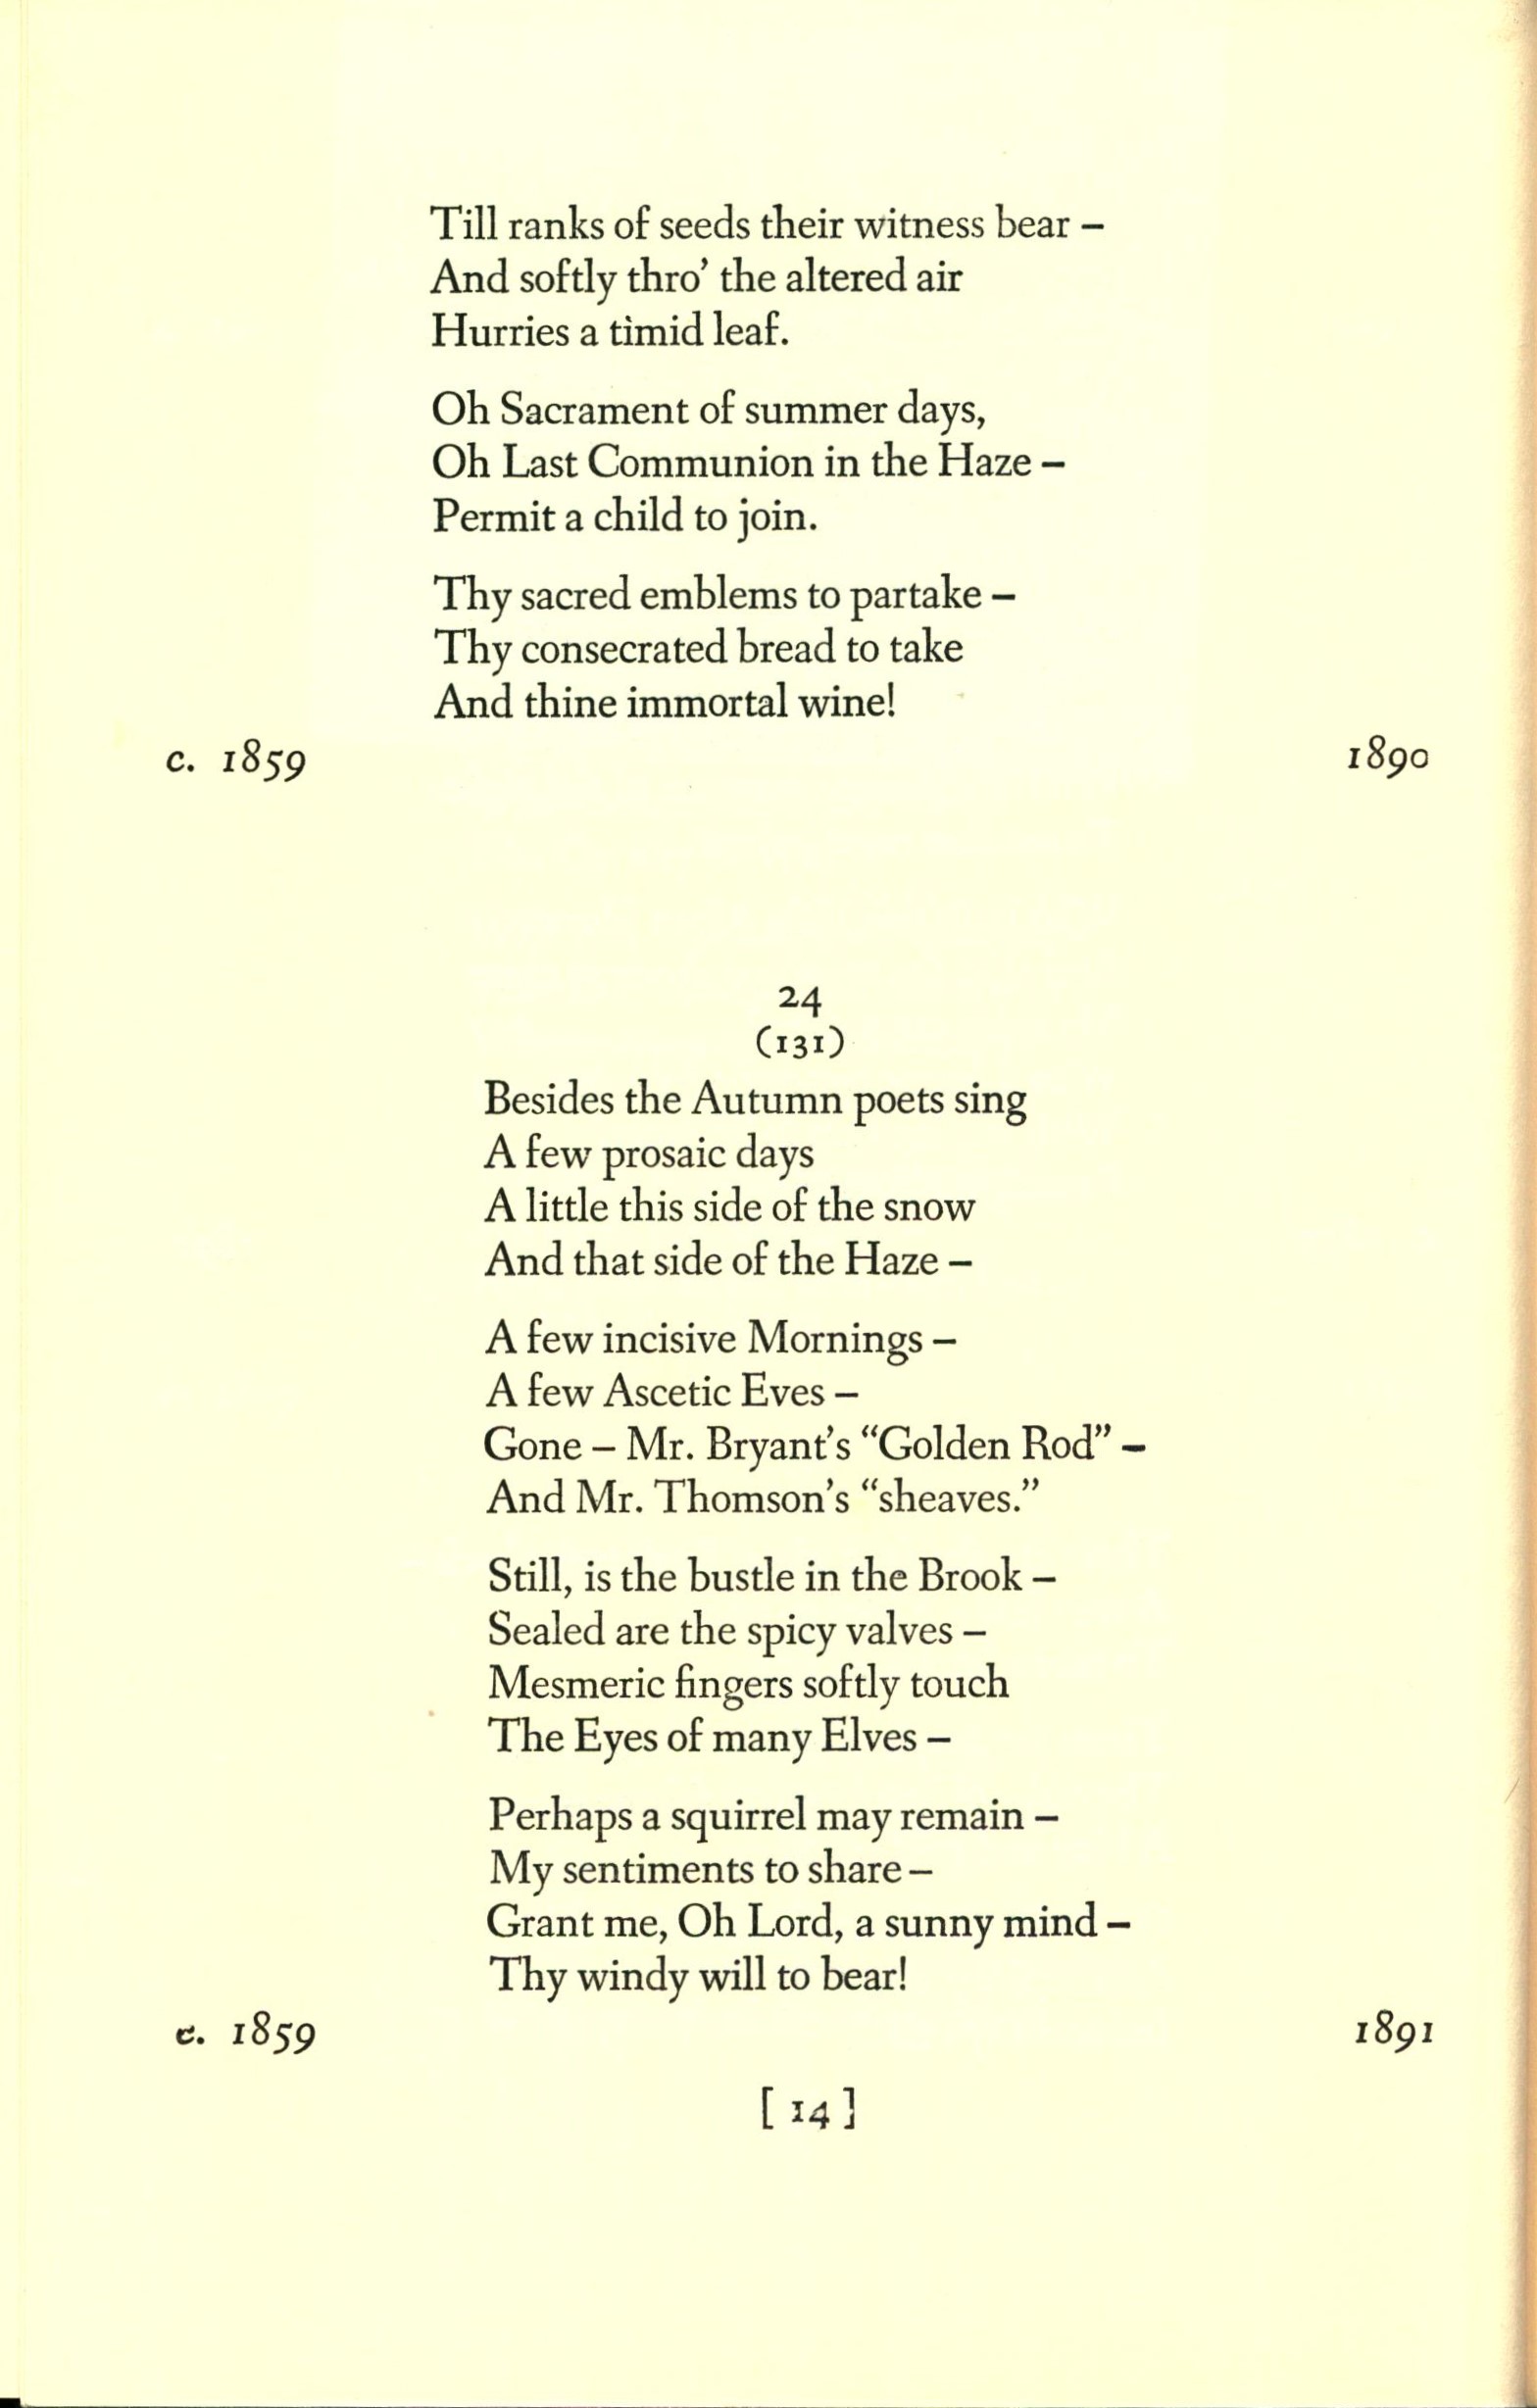 Till ranks of seeds their witness bear –
And softly thro’ the altered air
Hurries a timid leaf.
Oh Sacrament of summer days,
Oh Last Communion in the Haze –
Permit a child to join.
Thy sacred emblems to partake –
Thy consecrated bread to take
And thine immortal wine!
c. 1859 1890
24
(131)
Besides the Autumn poets sing
A few prosaic days
A little this side of the snow
And that side of the Haze –
A few incisive Mornings –
A few Ascetic Eves –
Gone – Mr. Bryant’s “Golden Rod” –
And Mr. Thomson’s “sheaves.”
Still, is the bustle in the Brook –
Sealed are the spicy valves –
Mesmeric fingers softly touch
The Eyes of many Elves –
Perhaps a squirrel may remain –
My sentiments to share –
Grant me, Oh Lord, a sunny mind –
Thy windy will to bear!
c. 1859 1891
[ 14 ]